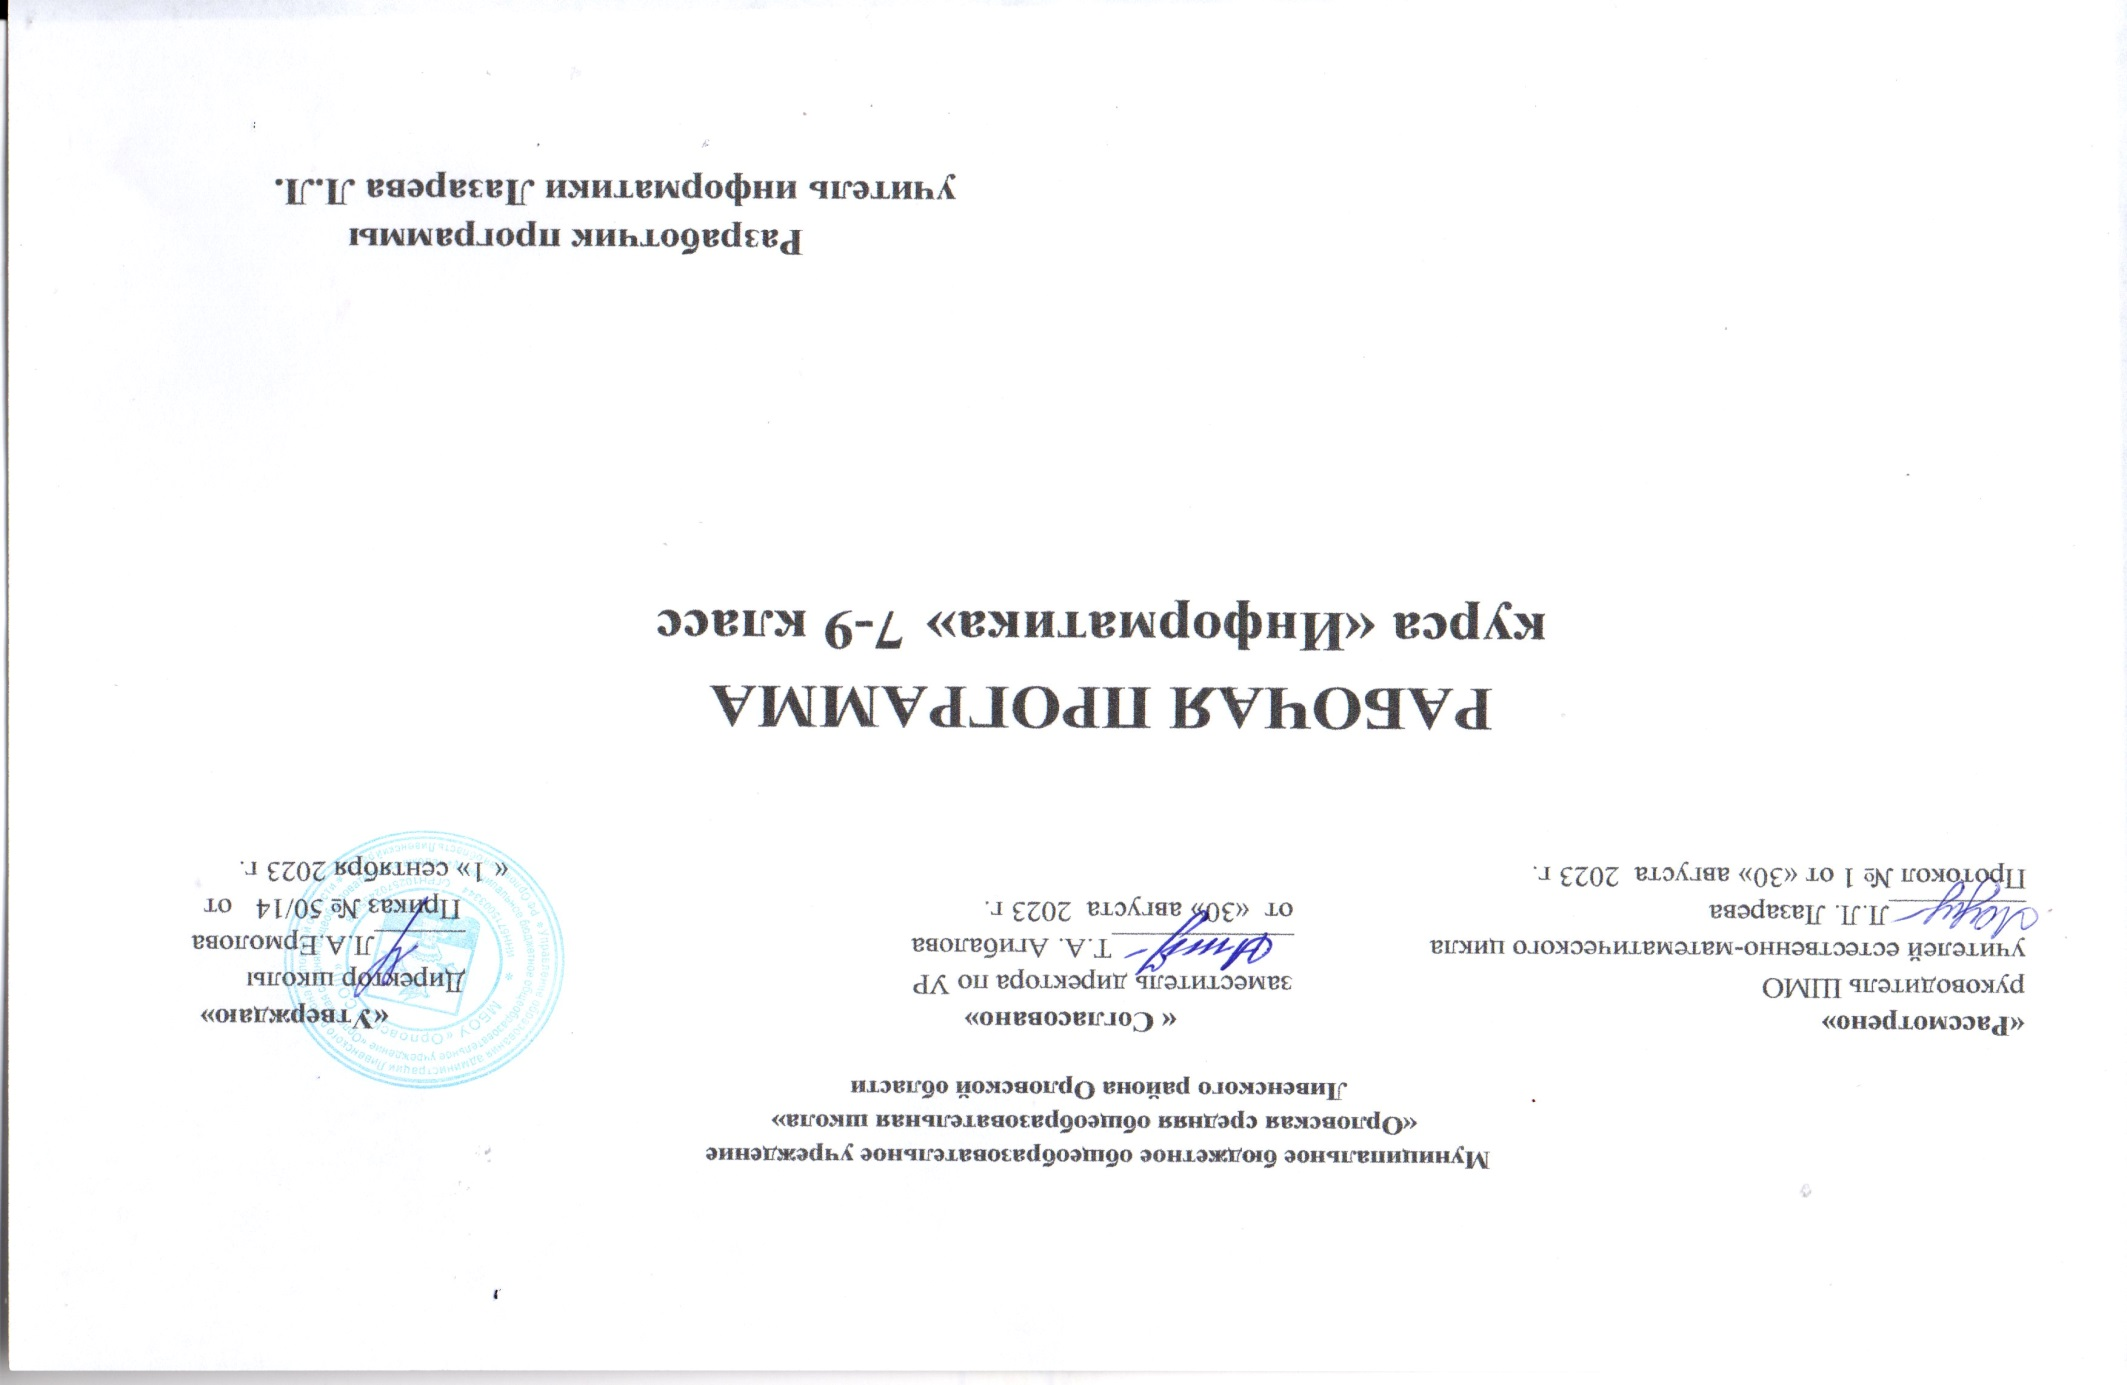 Муниципальное бюджетное общеобразовательное учреждение
«Орловская средняя общеобразовательная школа»
Ливенского района Орловской области
«Рассмотрено»
руководитель ШМО
учителей естественно-математического цикла
____________Л.Л. Лазарева
Протокол № 1 от «30» августа 2023 г.
« Согласовано»
заместитель директора по УР
________________Т.А. Агибалова
от «30» августа 2023 г.
«Утверждаю»
Директор школы
________Л.А.Ермолова
Приказ № 50/14 от
« 1» сентября 2023 г.
РАБОЧАЯ ПРОГРАММА
курса «Информатика» 7-9 класс
Разработчик программы
учитель информатики Лазарева Л.Л.